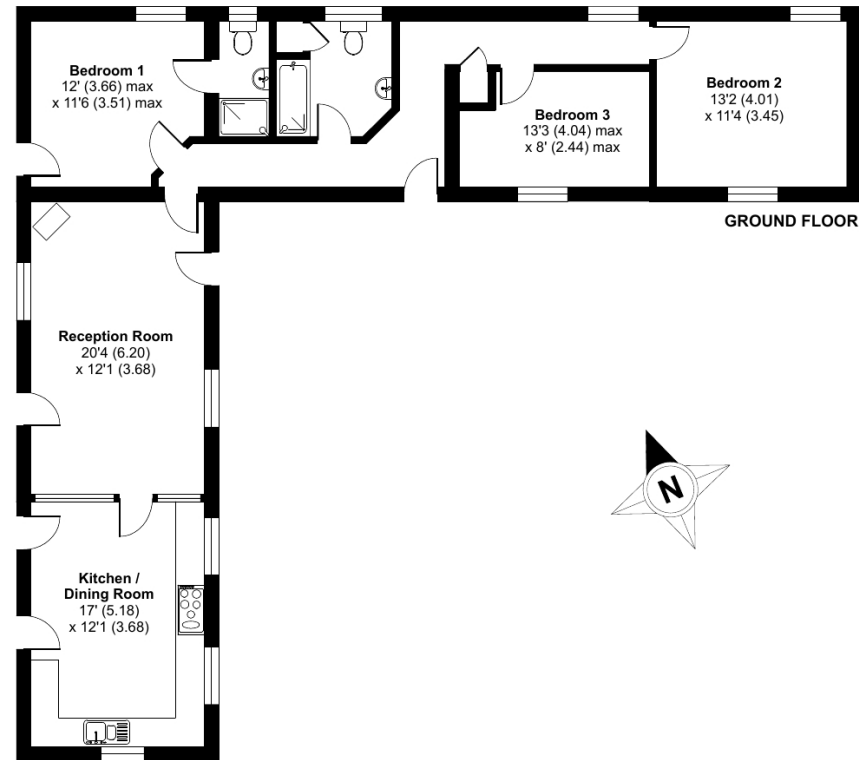 Bedroom 1
12' (3.66) max
x 11'6 (3.51) max
Bedroom 2
13'2 (4.01)
x 11'4 (3.45)
Bedroom 3
13'3 (4.04) max
x 8' (2.44) max
GROUND FLOOR
Reception Room
20'4 (6.20)
x 12'1 (3.68)
N
Kitchen /
Dining Room
17' (5.18)
x 12'1 (3.68)